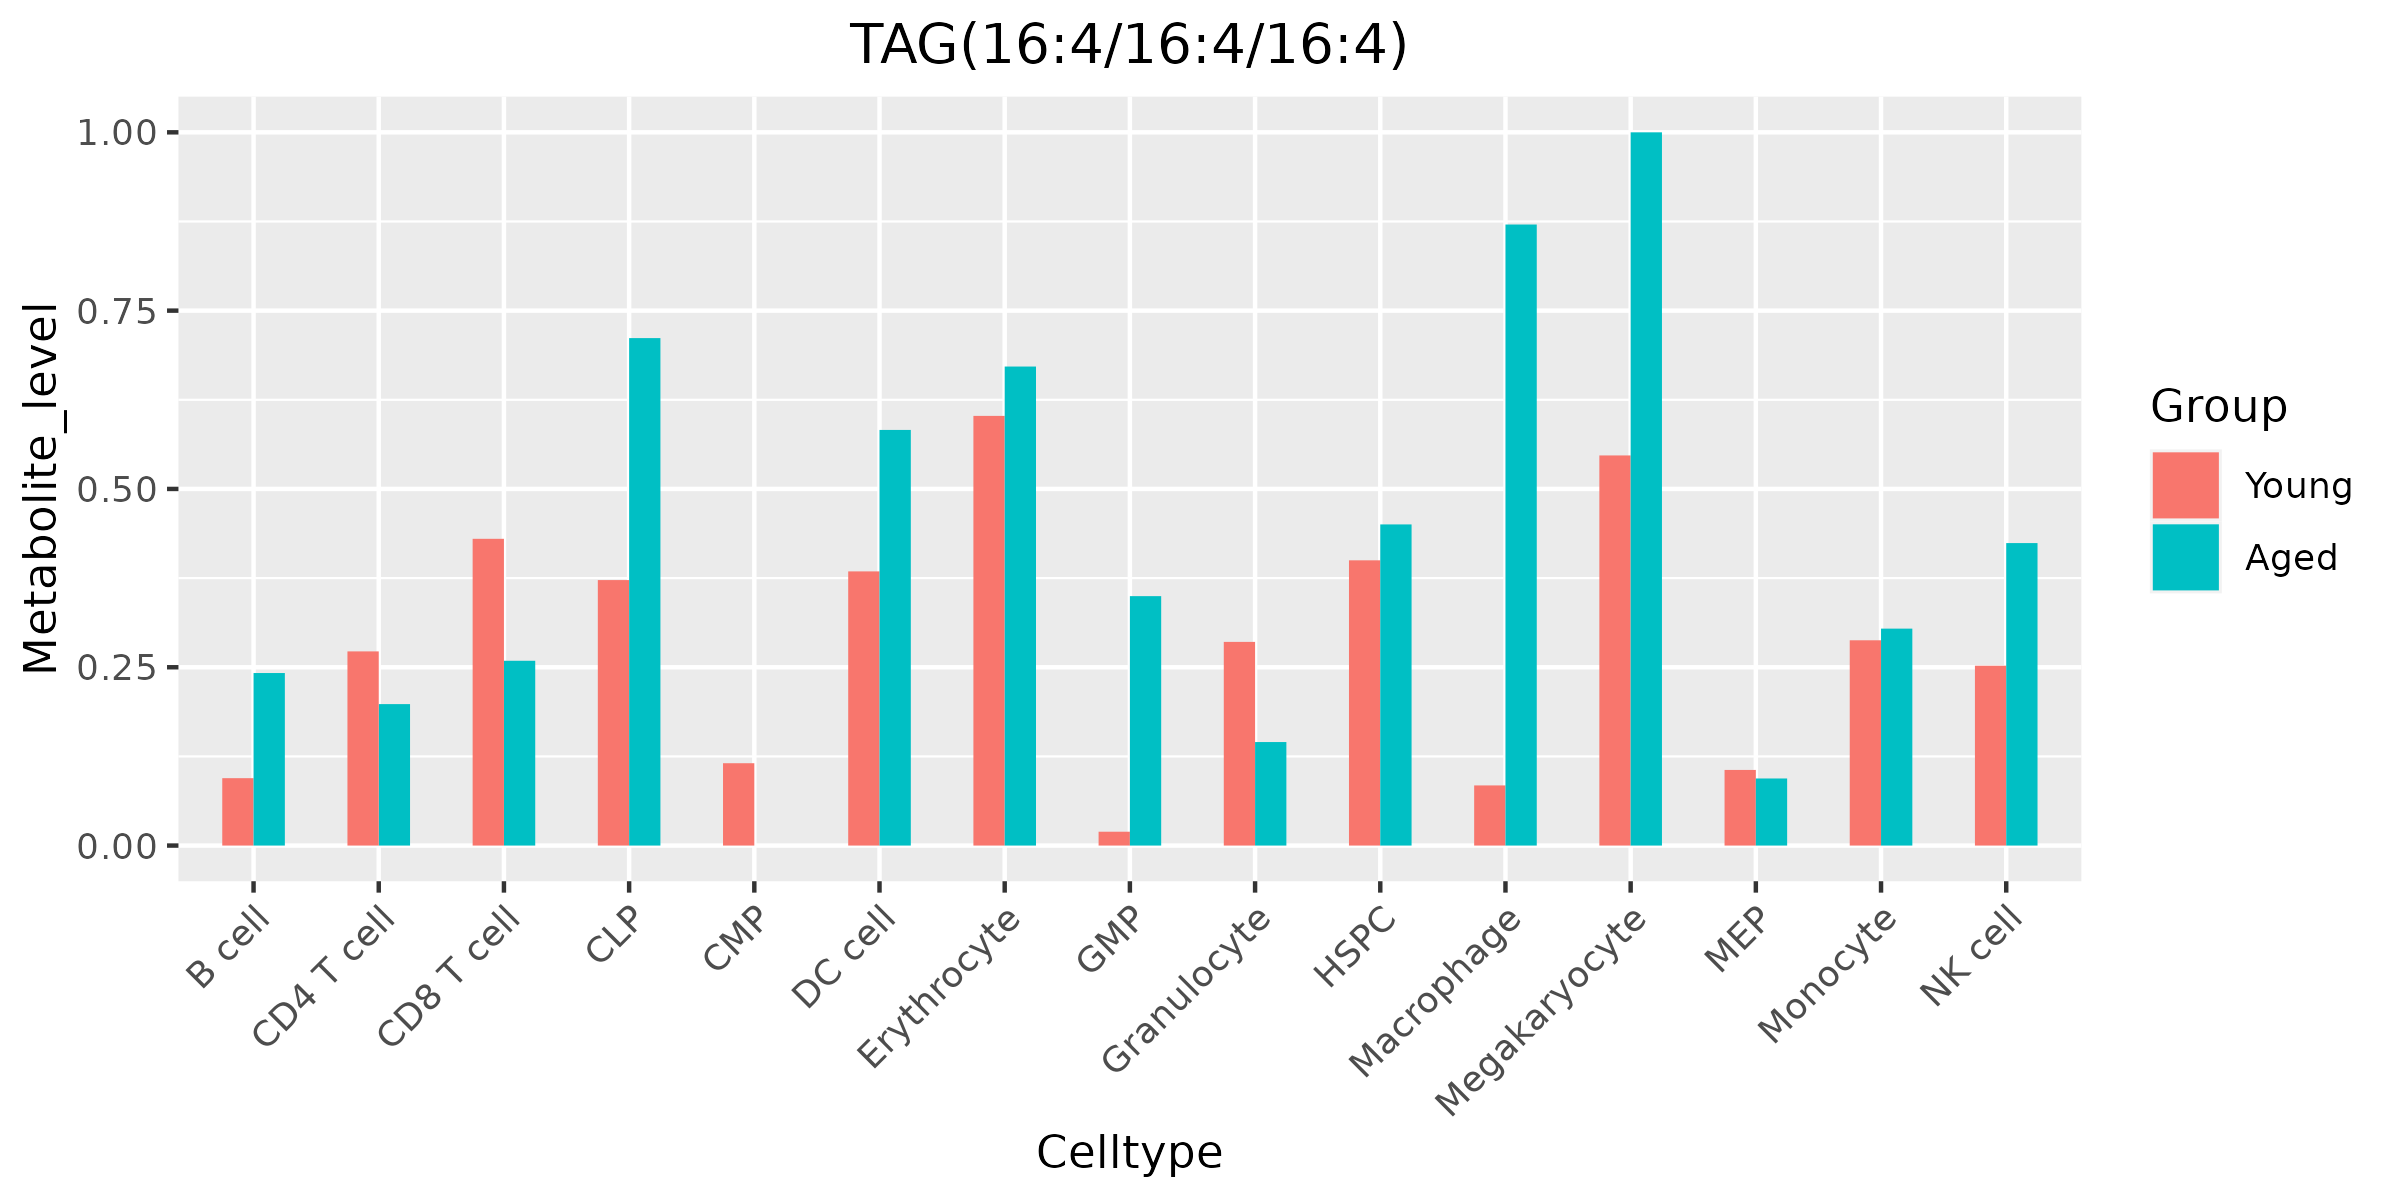 TAG(16:4/16:4/16:4)
Metabolite_level
1.00
0.75
0.50
0.25
0.00
B cell
CD4 T cell
CD8 T cell
CLP
CMP
DC cell
Erythrocyte
GMP
Granulocyte
HSPC
Macrophage
Megakaryocyte
MEP
Monocyte
NK cell
Celltype
Group
Young
Aged